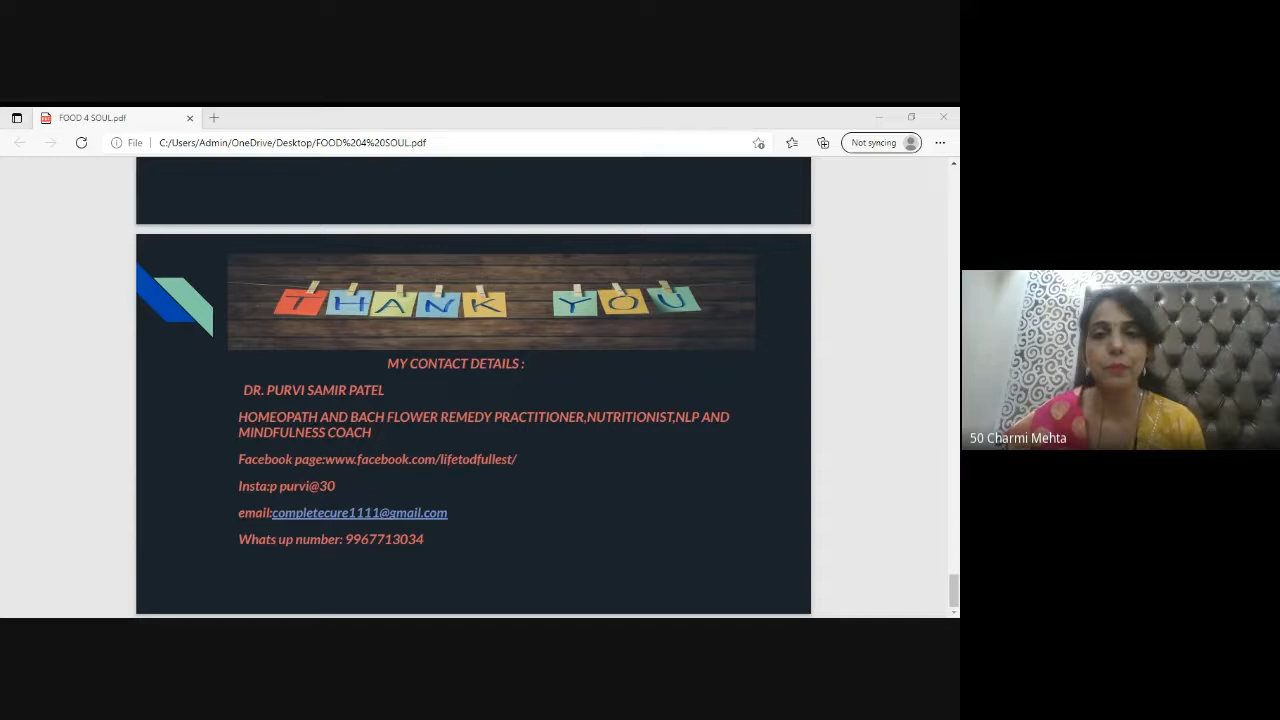 FOOD 4 SOUL.pdf
File
C:/Users/Admin/OneDrive/Desktop/FOOD%204%20SOUL.pdf
Not syncing
THANK YOU
MY CONTACT DETAILS :
DR. PURVI SAMIR PATEL
HOMEOPATH AND BACH FLOWER REMEDY PRACTITIONER,NUTRITIONIST,NLP AND
MINDFULNESS COACH
Facebook page:www.facebook.com/lifetodfullest/
Insta:p purvi@30
email:completecure1111@gmail.com
Whats up number: 9967713034
50 Charmi Mehta